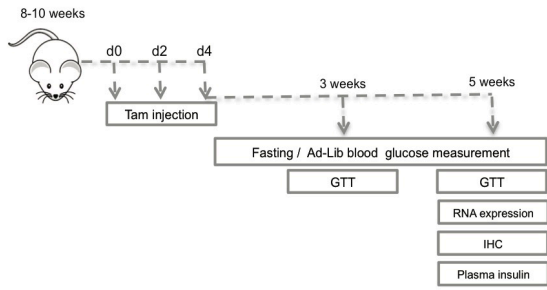 8-10 weeks
d0 d2 d4
3 weeks 5 weeks
Tam injection
Fasting / Ad-Lib blood glucose measurement
GTT GTT
RNA expression
IHC
Plasma insulin